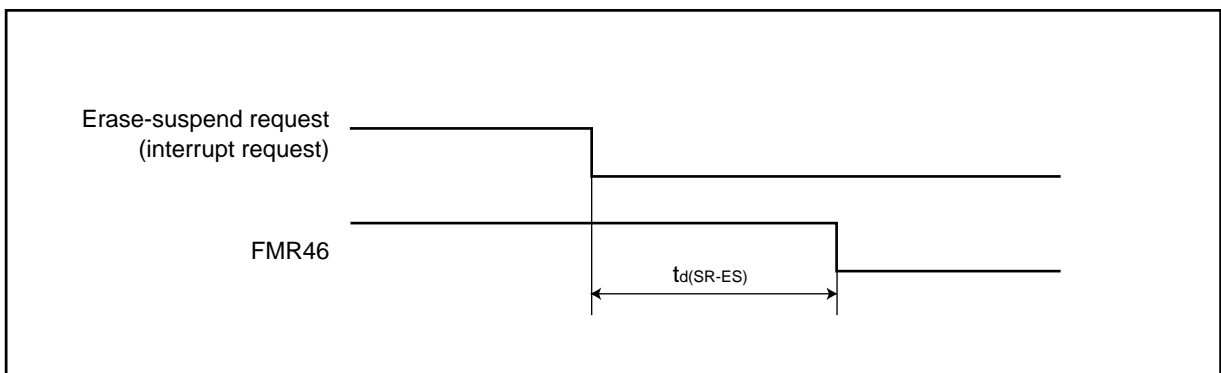 Erase-suspend request
(interrupt request)
FMR46
td(SR-ES)